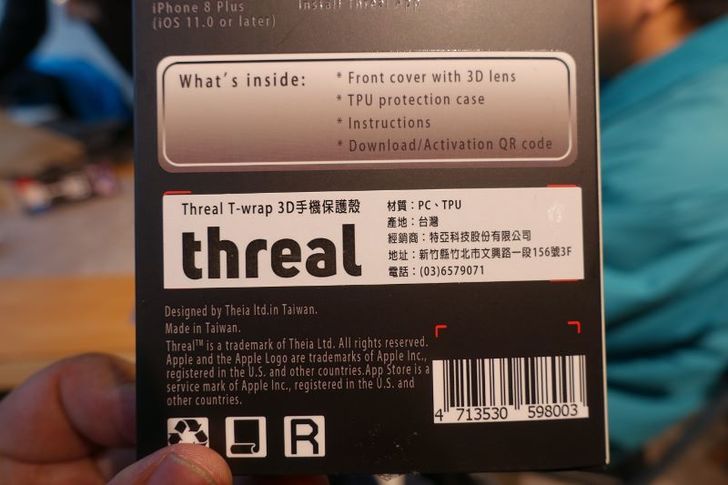 iPhone 8 Plus
(iOS 11.0 or later)
Install Threal App
What's inside:
* Front cover with 3D lens
* TPU protection case
* Instructions
* Download/Activation QR code
Threal T-wrap 3D手機保護殼
threal
材質：PC、TPU
產地：台灣
經銷商：特亞科技股份有限公司
地址：新竹縣竹北市文興路一段156號3F
電話：(03)6579071
Designed by Theia ltd.in Taiwan.
Made in Taiwan.
Threal™ is a trademark of Theia Ltd. All rights reserved.
Apple and the Apple Logo are trademarks of Apple Inc.,
registered in the U.S. and other countries.App Store is a
service mark of Apple Inc., registered in the U.S. and
other countries.
R
4 713530 598003